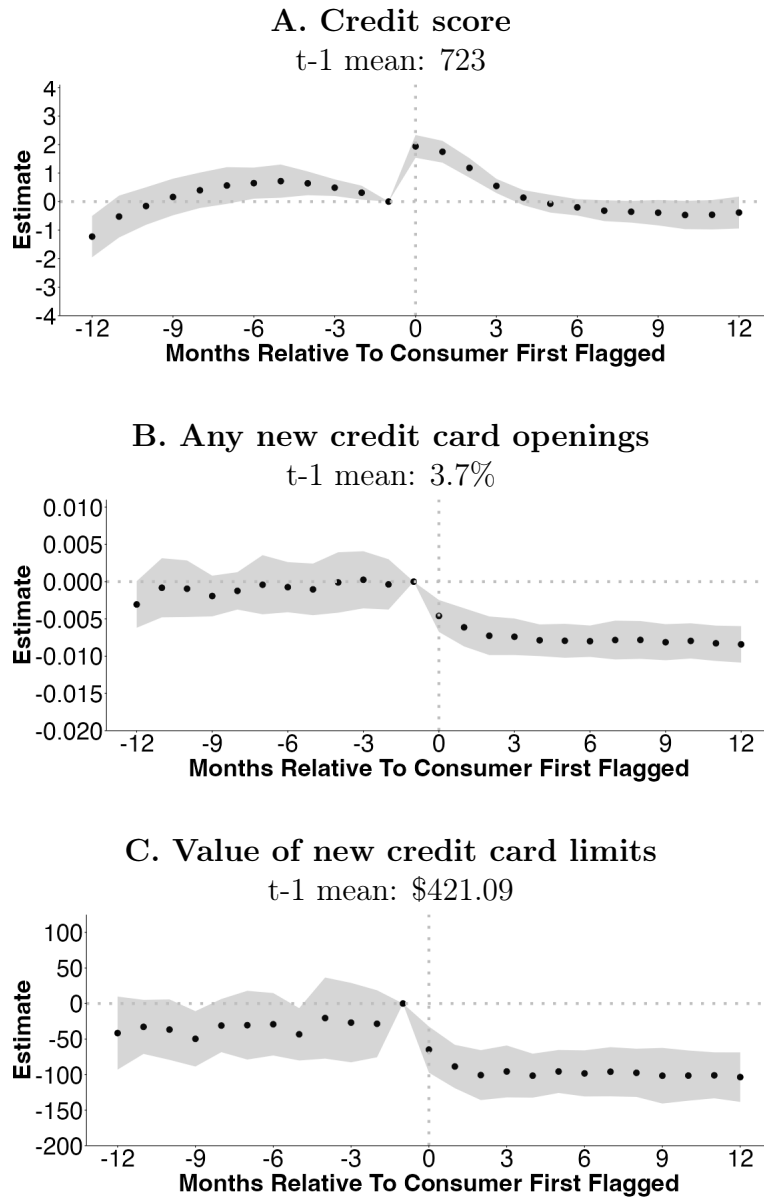 A. Credit score
t-1 mean: 723
4
3
2
1
0
-1
-2
-3
-4
Estimate
-12 -9 -6 -3 0 3 6 9 12
Months Relative To Consumer First Flagged
B. Any new credit card openings
t-1 mean: 3.7%
0.010
0.005
0.000
-0.005
-0.010
-0.015
-0.020
Estimate
-12 -9 -6 -3 0 3 6 9 12
Months Relative To Consumer First Flagged
C. Value of new credit card limits
t-1 mean: $421.09
100
50
0
-50
-100
-150
-200
Estimate
-12 -9 -6 -3 0 3 6 9 12
Months Relative To Consumer First Flagged